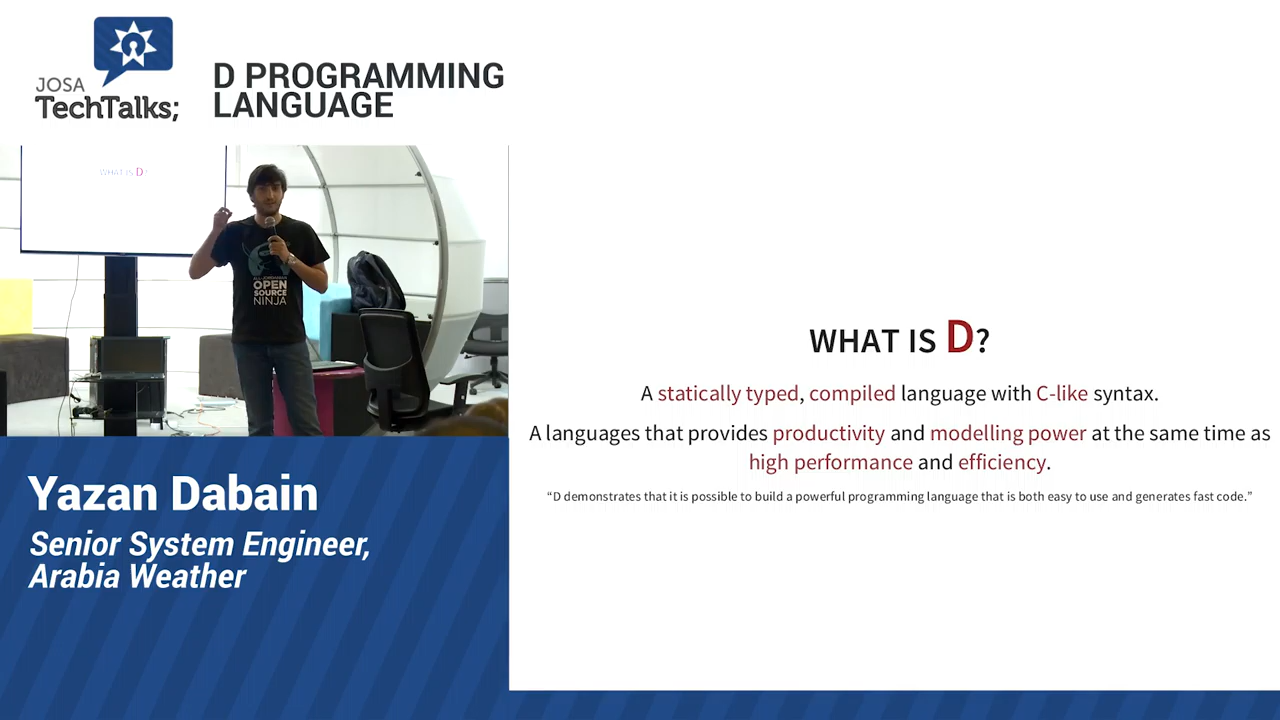 JOSA
TechTalks;
D PROGRAMMING
LANGUAGE
WHAT IS D?
OPEN
SOURCE
NINJA
Yazan Dabain
Senior System Engineer,
Arabia Weather
WHAT IS D?
A statically typed, compiled language with C-like syntax.
A languages that provides productivity and modelling power at the same time as
high performance and efficiency.
“D demonstrates that it is possible to build a powerful programming language that is both easy to use and generates fast code.”